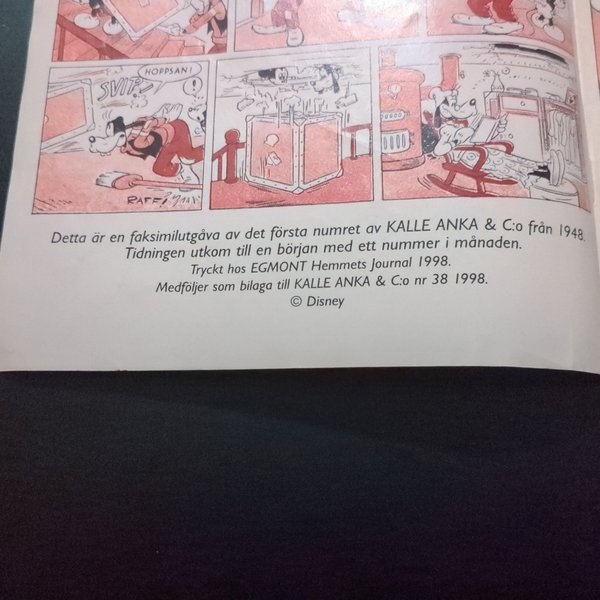 SVIT!
HOPPSAN!
!
Detta är en faksimilutgåva av det första numret av KALLE ANKA & C:o från 1948.
Tidningen utkom till en början med ett nummer i månaden.
Tryckt hos EGMONT Hemmets Journal 1998.
Medföljer som bilaga till KALLE ANKA & C:o nr 38 1998.
© Disney